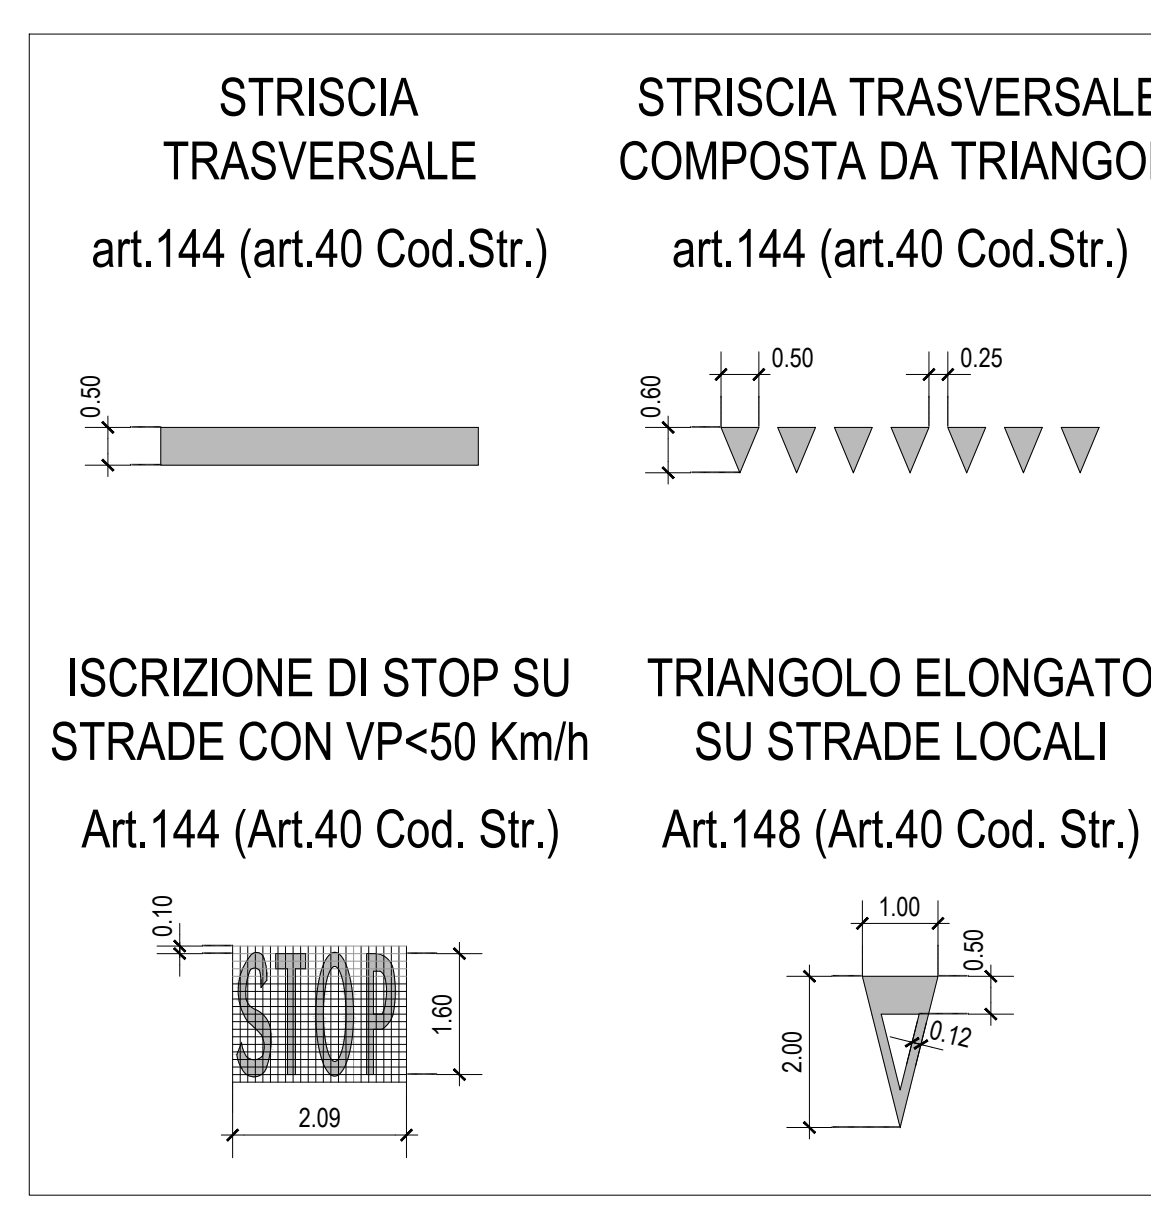 STRISCIA
TRASVERSALE
art.144 (art.40 Cod.Str.)
0.50
STRISCIA TRASVERSALE
COMPOSTA DA TRIANGOL
art.144 (art.40 Cod.Str.)
0.50
0.25
0.60
ISCRIZIONE DI STOP SU
STRADE CON VP<50 Km/h
Art.144 (Art.40 Cod. Str.)
0.10
STOP
1.60
2.09
TRIANGOLO ELONGATO
SU STRADE LOCALI
Art.148 (Art.40 Cod. Str.)
1.00
0.50
0.12
2.00